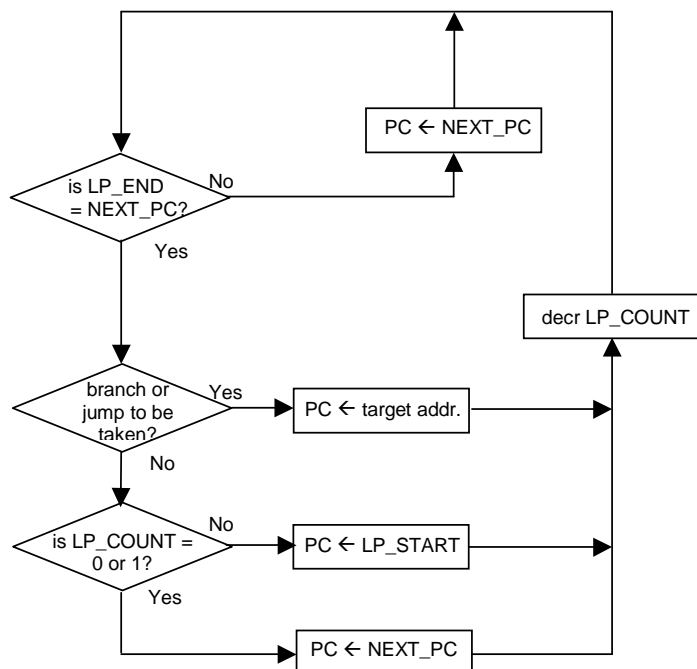 PC ← NEXT_PC
is LP_END
= NEXT_PC?
No
Yes
decr LP_COUNT
branch or
jump to be
taken?
Yes
PC ← target addr.
No
is LP_COUNT =
0 or 1?
No
PC ← LP_START
Yes
PC ← NEXT_PC